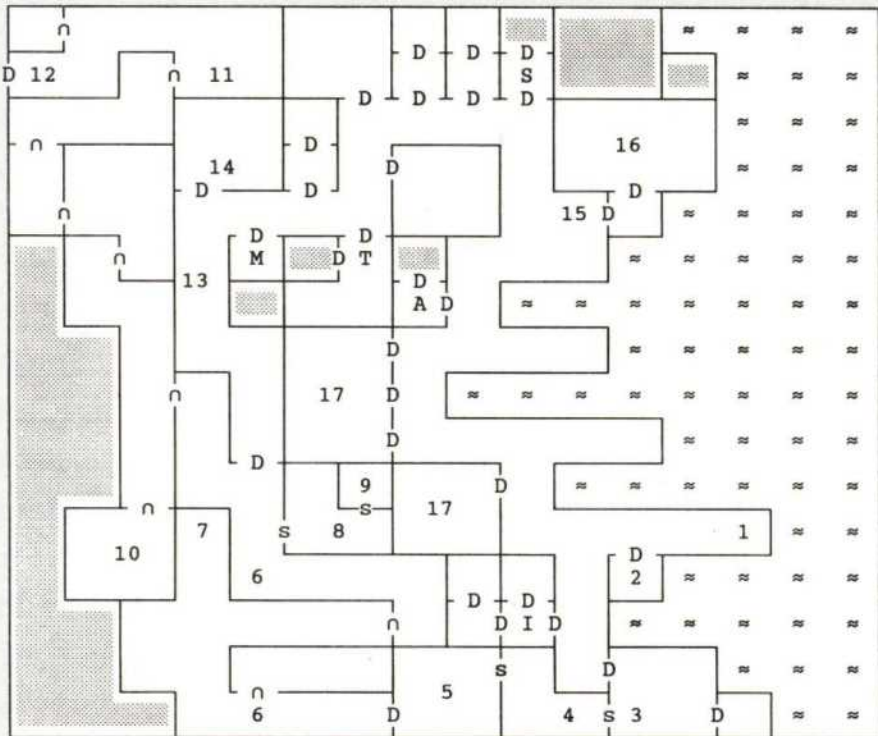 ∩ ≈ ≈ ≈ ≈
D D D
D 12 ∩ 11 S ≈ ≈ ≈
D D D D
≈ ≈ ≈
∩ D 16
14 D ≈ ≈ ≈
D D D
∩ 15 D ≈ ≈ ≈ ≈
D D
∩ M D T ≈ ≈ ≈ ≈ ≈
13 D
A D ≈ ≈ ≈ ≈ ≈ ≈ ≈
D ≈ ≈ ≈ ≈ ≈
∩ 17 D ≈ ≈ ≈ ≈ ≈ ≈ ≈ ≈
D ≈ ≈ ≈ ≈
D
9 D ≈ ≈ ≈ ≈ ≈ ≈
∩ s 17
7 s 8 1 ≈ ≈
10 D
6 2 ≈ ≈ ≈ ≈
D D
∩ D I D ≈ ≈ ≈ ≈ ≈
s D ≈ ≈ ≈
∩ 5
6 D 4 s 3 D ≈ ≈